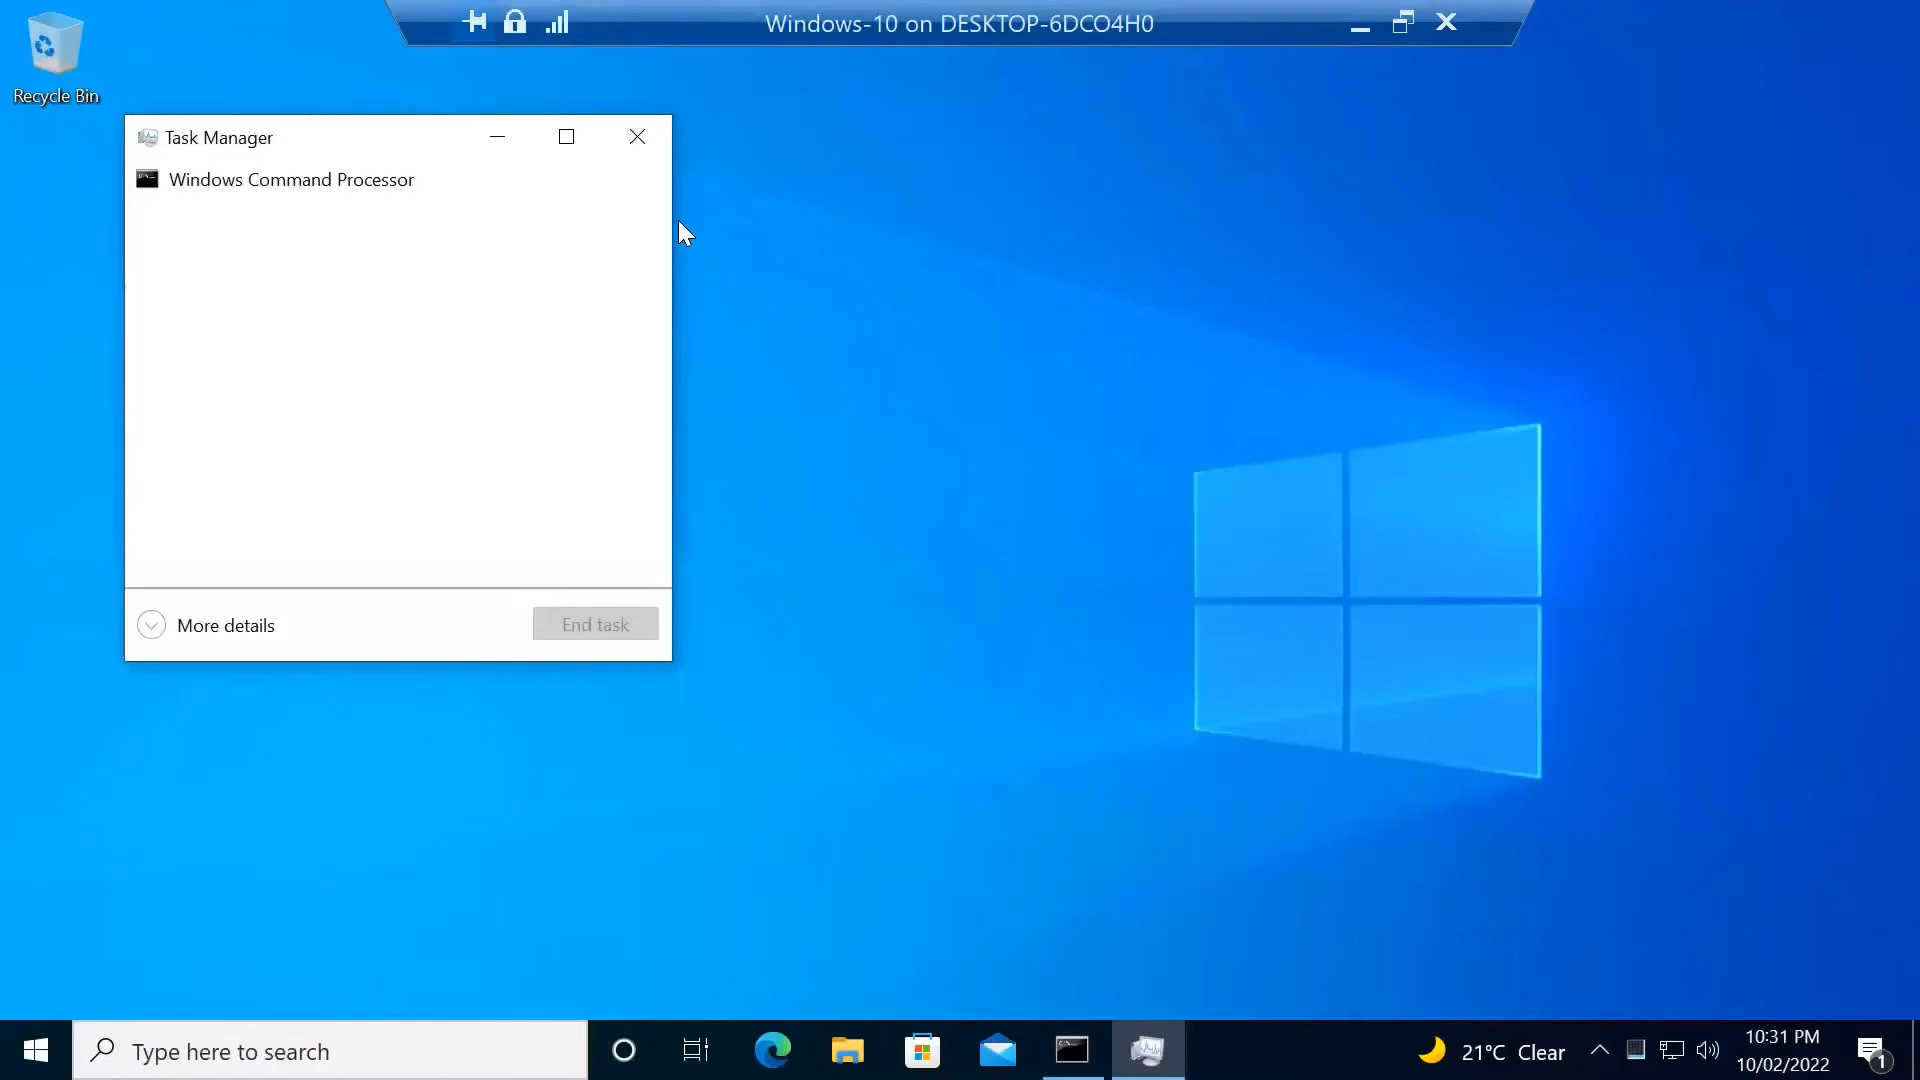 Windows-10 on DESKTOP-6DCO4H0
Recycle Bin
Task Manager
Windows Command Processor
More details
End task
Type here to search
21°C Clear
10:31 PM
10/02/2022
1